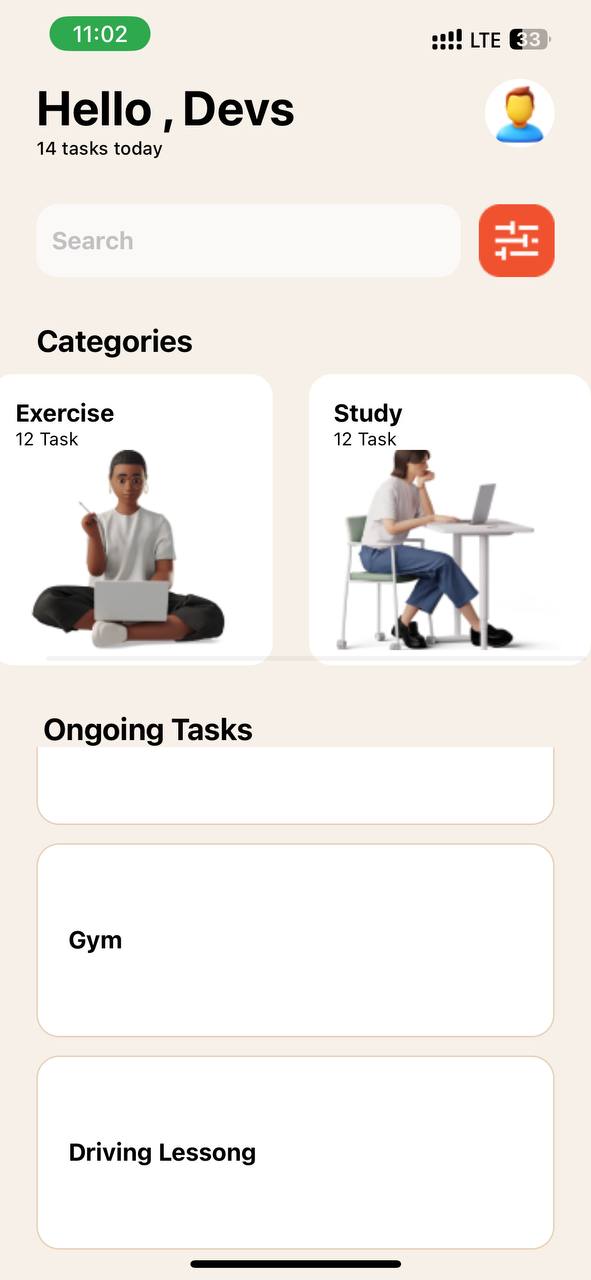 11:02
LTE 33
Hello , Devs
14 tasks today
Search
Categories
Exercise
12 Task
Study
12 Task
Ongoing Tasks
Gym
Driving Lessong